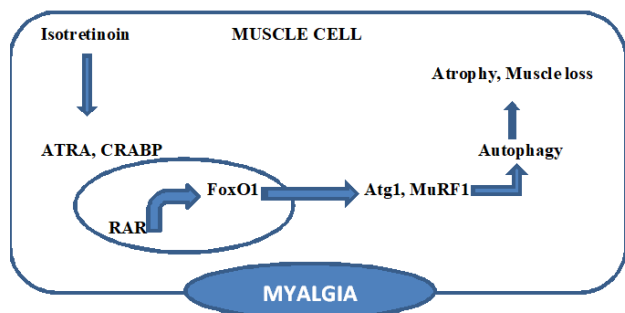 Isotretinoin
MUSCLE CELL
Atrophy, Muscle loss
ATRA, CRABP
Autophagy
FoxO1
Atg1, MuRF1
RAR
MYALGIA